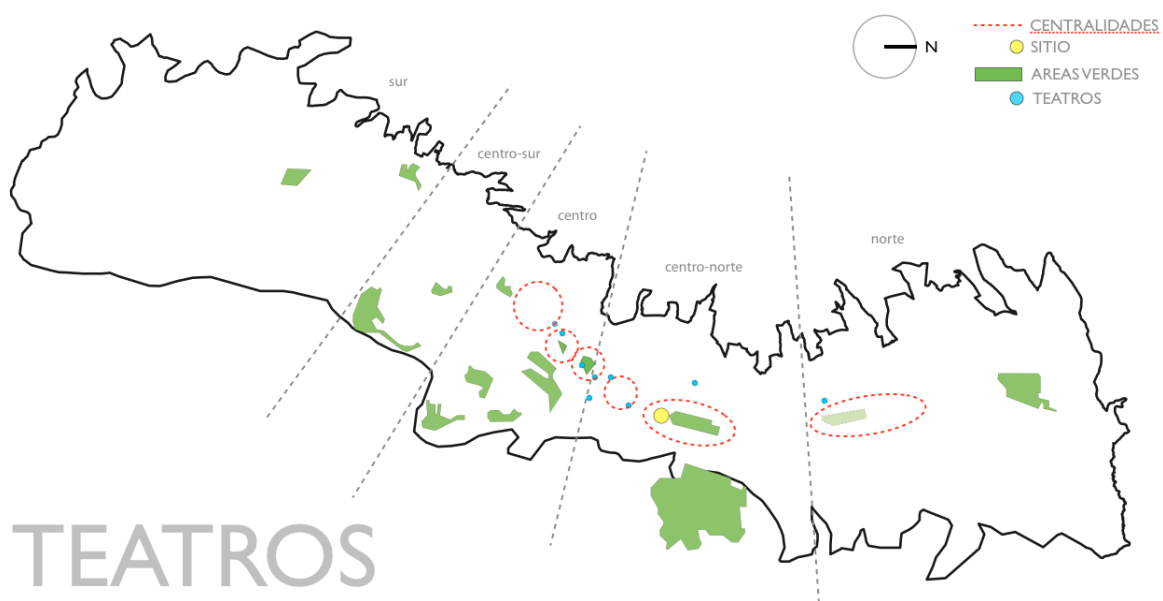 CENTRALIDADES
N
SITIO
AREAS VERDES
TEATROS
sur
centro-sur
centro
norte
centro-norte
TEATROS